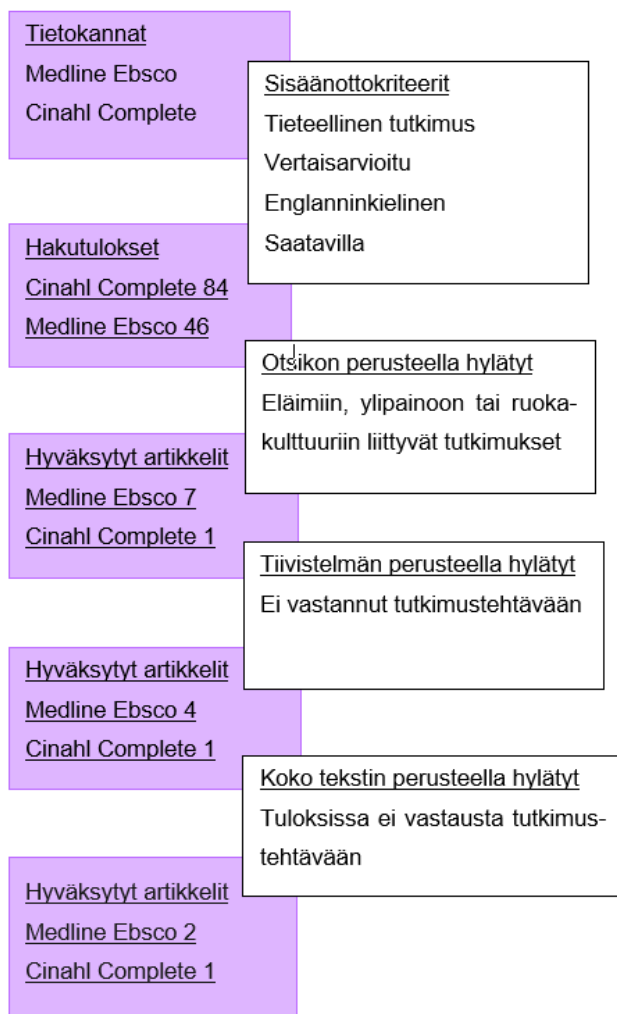 Tietokannat
Medline Ebsco
Cinahl Complete
Sisäänottokriteerit
Tieteellinen tutkimus
Vertaisarvioitu
Englanninkielinen
Saatavilla
Hakutulokset
Cinahl Complete 84
Medline Ebsco 46
Otsikon perusteella hylätyt
Eläimiin, ylipainoon tai ruoka-
kulttuuriin liittyvät tutkimukset
Hyväksytyt artikkelit
Medline Ebsco 7
Cinahl Complete 1
Tiivistelmän perusteella hylätyt
Ei vastannut tutkimustehtävään
Hyväksytyt artikkelit
Medline Ebsco 4
Cinahl Complete 1
Koko tekstin perusteella hylätyt
Tuloksissa ei vastausta tutkimus-
tehtävään
Hyväksytyt artikkelit
Medline Ebsco 2
Cinahl Complete 1